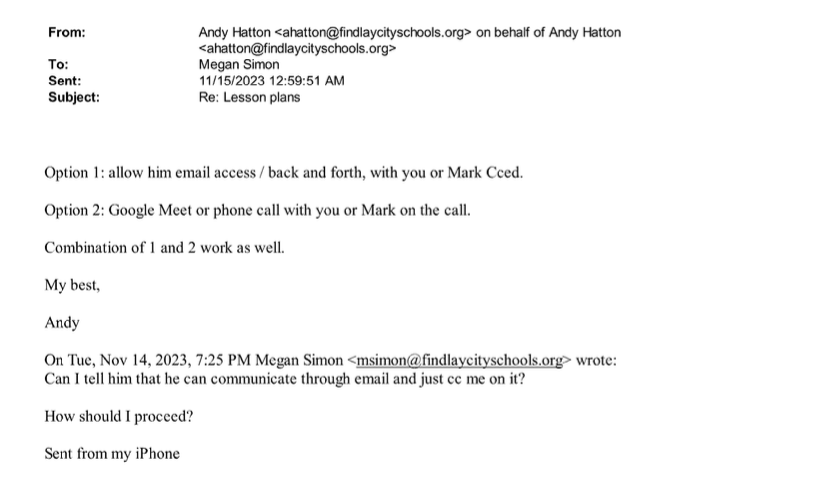 From: Andy Hatton <ahatton@findlaycityschools.org> on behalf of Andy Hatton
<ahatton@findlaycityschools.org>
To: Megan Simon
Sent: 11/15/2023 12:59:51 AM
Subject: Re: Lesson plans
Option 1: allow him email access / back and forth, with you or Mark Cced.
Option 2: Google Meet or phone call with you or Mark on the call.
Combination of 1 and 2 work as well.
My best,
Andy
On Tue, Nov 14, 2023, 7:25 PM Megan Simon <msimon@findlaycityschools.org> wrote:
Can I tell him that he can communicate through email and just cc me on it?
How should I proceed?
Sent from my iPhone